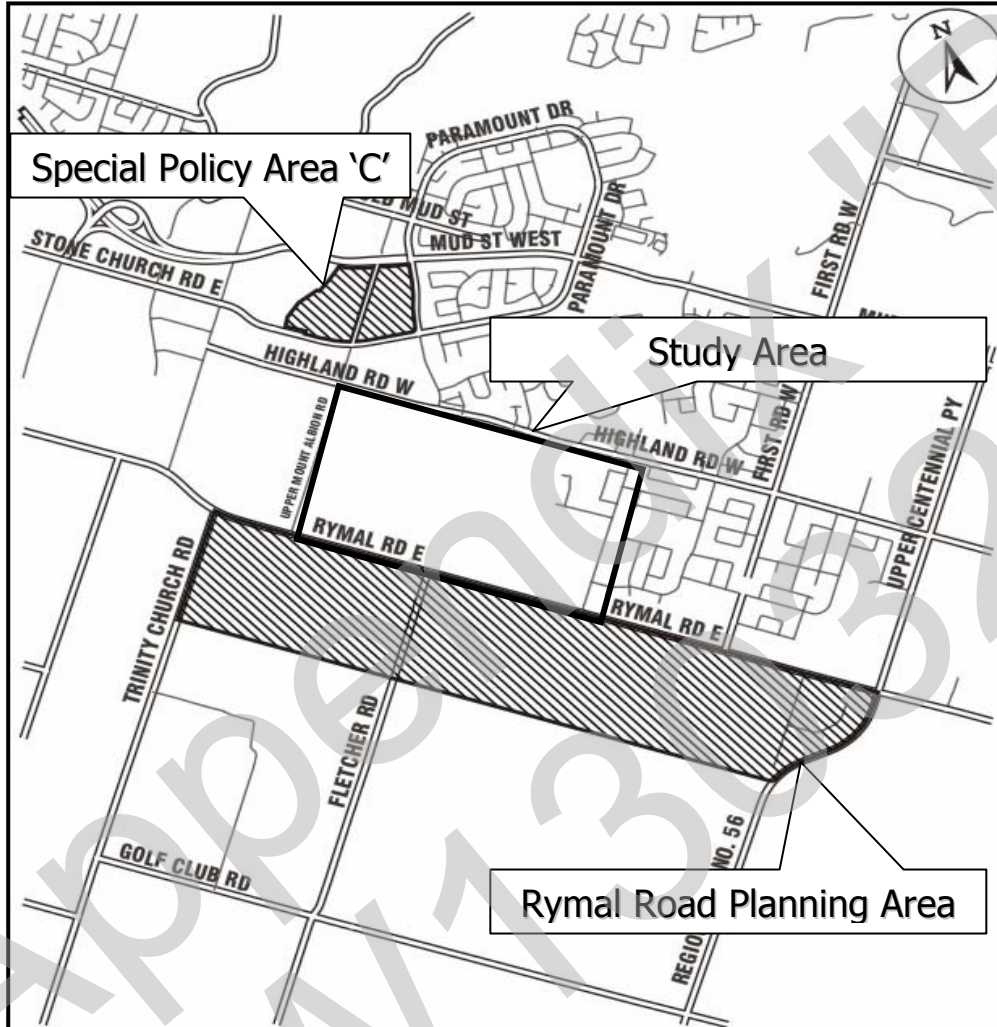 N
PARAMOUNT DR
Special Policy Area ‘C’
MUD ST
MUD ST WEST
PARAMOUNT DR
FIRST RD W
STONE CHURCH RD E
HIGHLAND RD W
Study Area
UPPER MOUNT ALBION RD
HIGHLAND RD W
FIRST RD W
UPPER CENTENNIAL PY
RYMAL RD E
RYMAL RD E
TRINITY CHURCH RD
FLETCHER RD
GOLF CLUB RD
NO. 56
Rymal Road Planning Area
Appendix